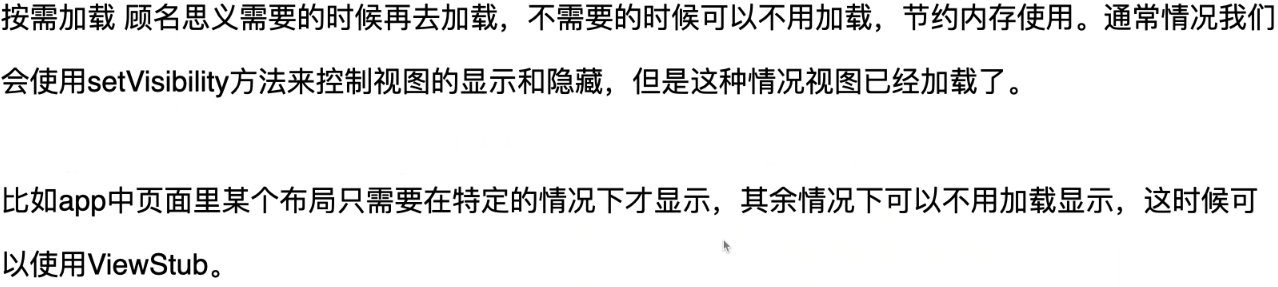 按需加载 顾名思义需要的时候再去加载，不需要的时候可以不用加载，节约内存使用。通常情况我们
会使用setVisibility方法来控制视图的显示和隐藏，但是这种情况视图已经加载了。
比如app中页面里某个布局只需要在特定的情况下才显示，其余情况下可以不用加载显示，这时候可
以使用ViewStub。